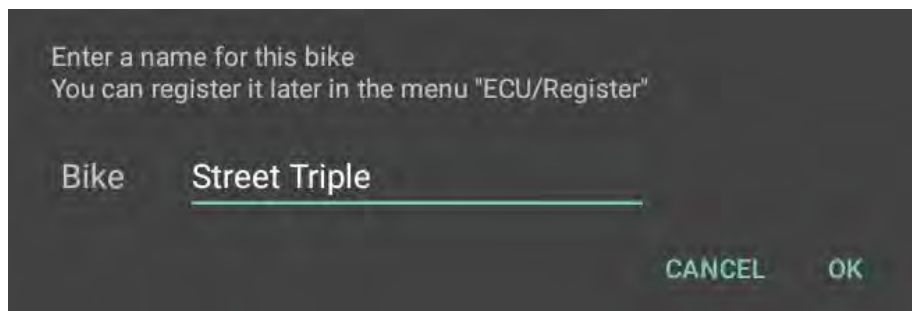 Enter a name for this bike
You can register it later in the menu "ECU/Register"
Bike Street Triple
CANCEL OK